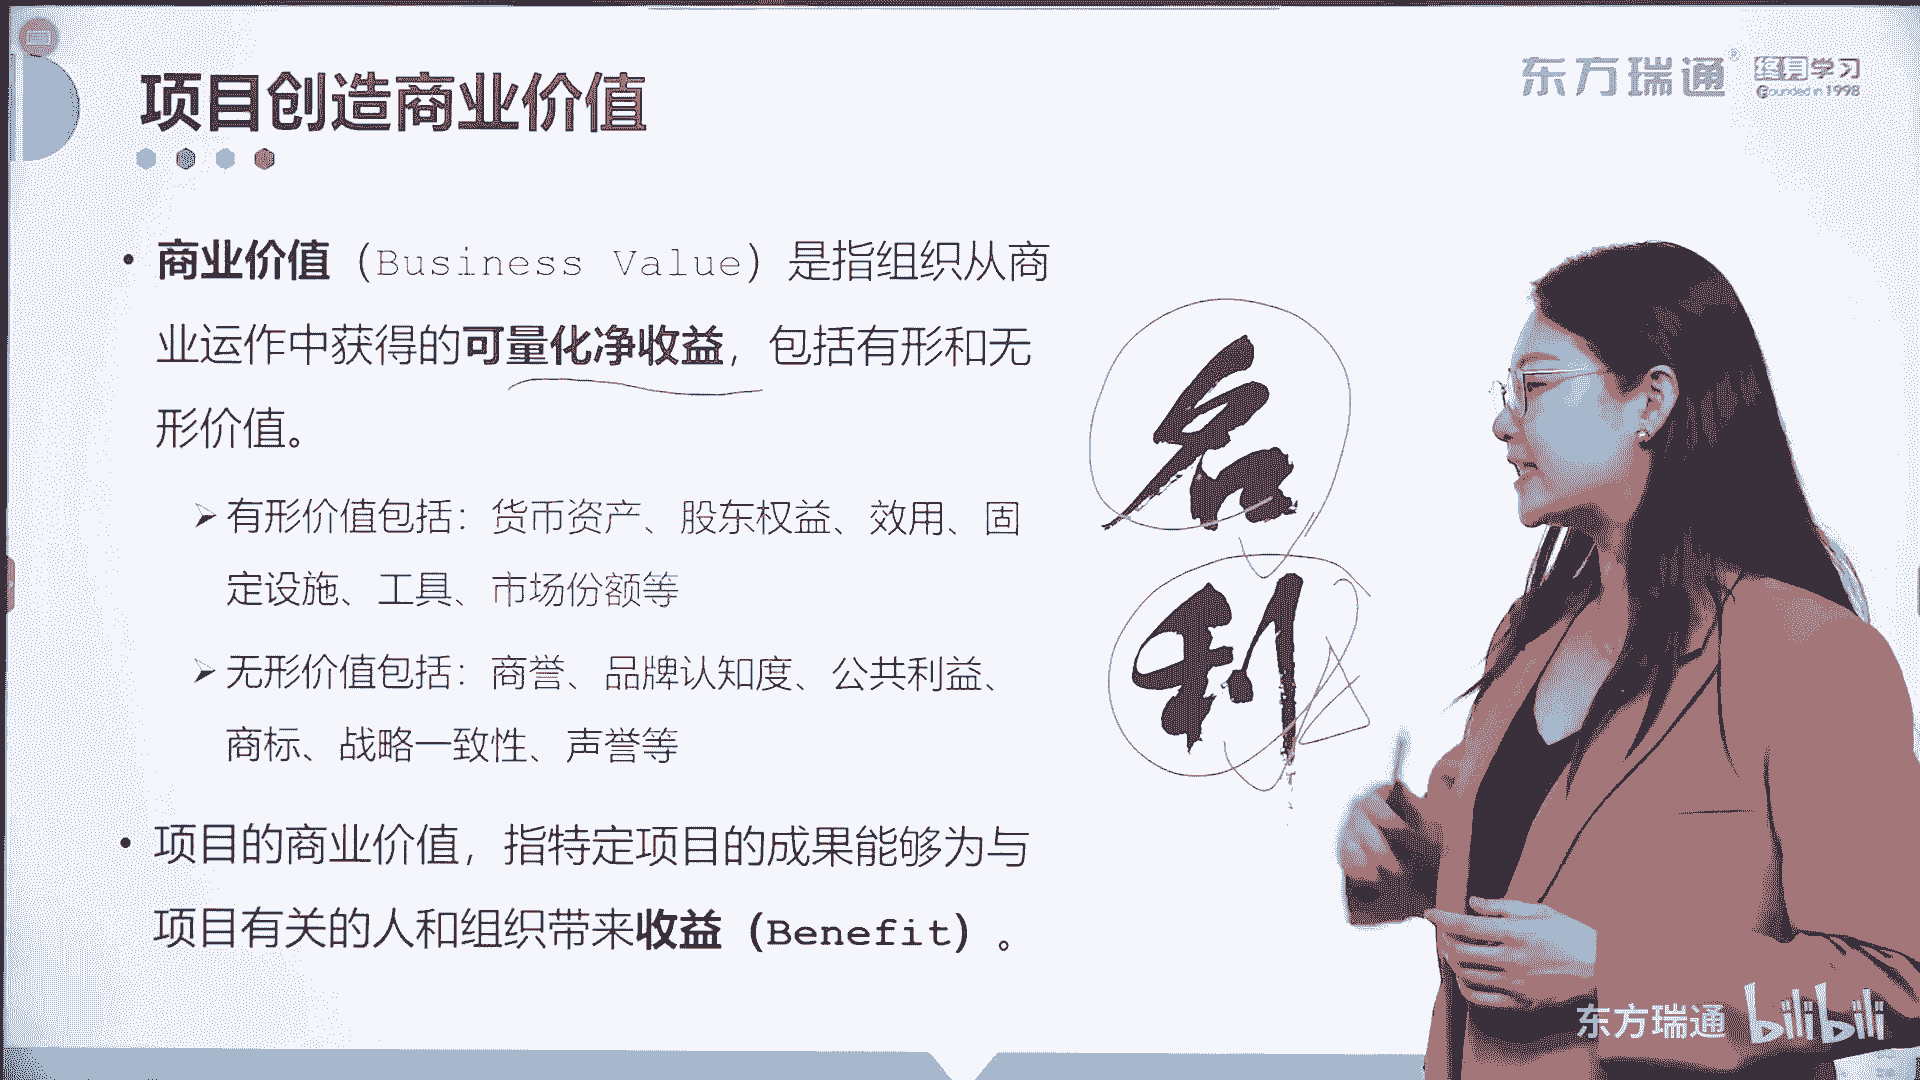 项目创造商业价值
东方瑞通®
终身学习
Founded in 1998
• 商业价值（Business Value）是指组织从商
业运作中获得的可量化净收益，包括有形和无
形价值。
➢ 有形价值包括：货币资产、股东权益、效用、固
定设施、工具、市场份额等
➢ 无形价值包括：商誉、品牌认知度、公共利益、
商标、战略一致性、声誉等
• 项目的商业价值，指特定项目的成果能够为与
项目有关的人和组织带来收益（Benefit）。
名
利
东方瑞通 bilibili